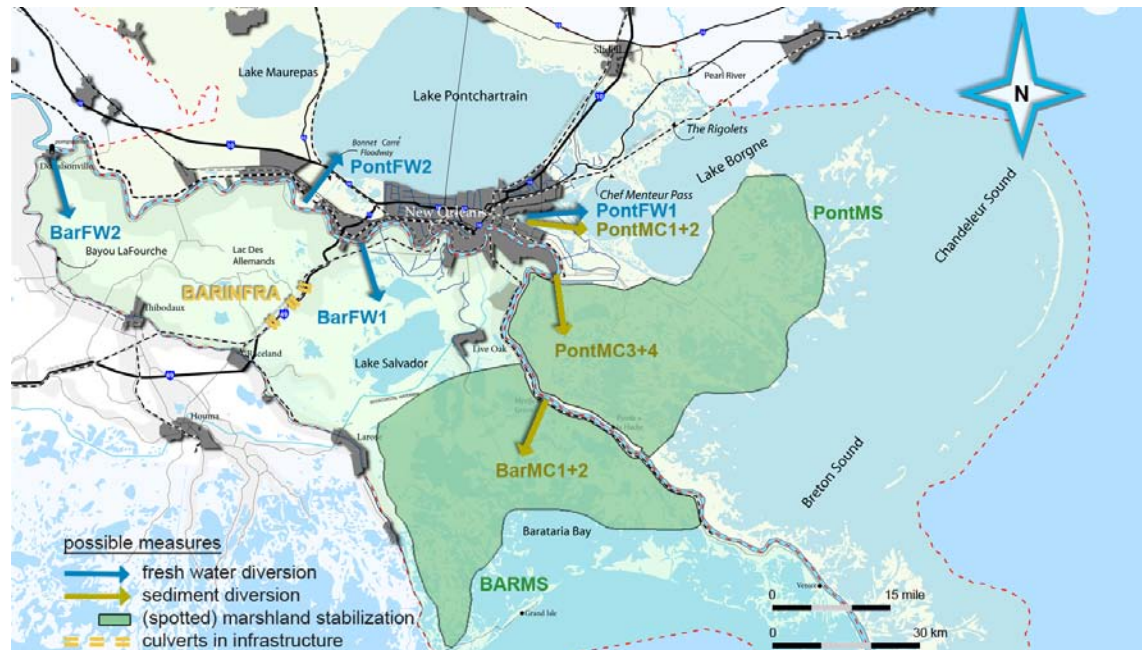 Lake Maurepas
Lake Pontchartrain
Slidell
Pearl River
N
The Rigolets
Bonnet Carré
Floodway
PontFW2
Lake Borgne
Chef Menteur Pass
Chandeleur Sound
Donaldsonville
BarFW2
New Orleans
PontFW1
PontMC1+2
PontMS
Bayou LaFourche
Lac Des
Allemands
BARINFRA
BarFW1
Thibodaux
Raceland
Lake Salvador
Live Oak
PontMC3+4
Houma
Larose
BarMC1+2
Breton Sound
Barataria Bay
BARMS
Grand Isle
Venice
possible measures
fresh water diversion
sediment diversion
(spotted) marshland stabilization
culverts in infrastructure
0 15 mile
0 30 km